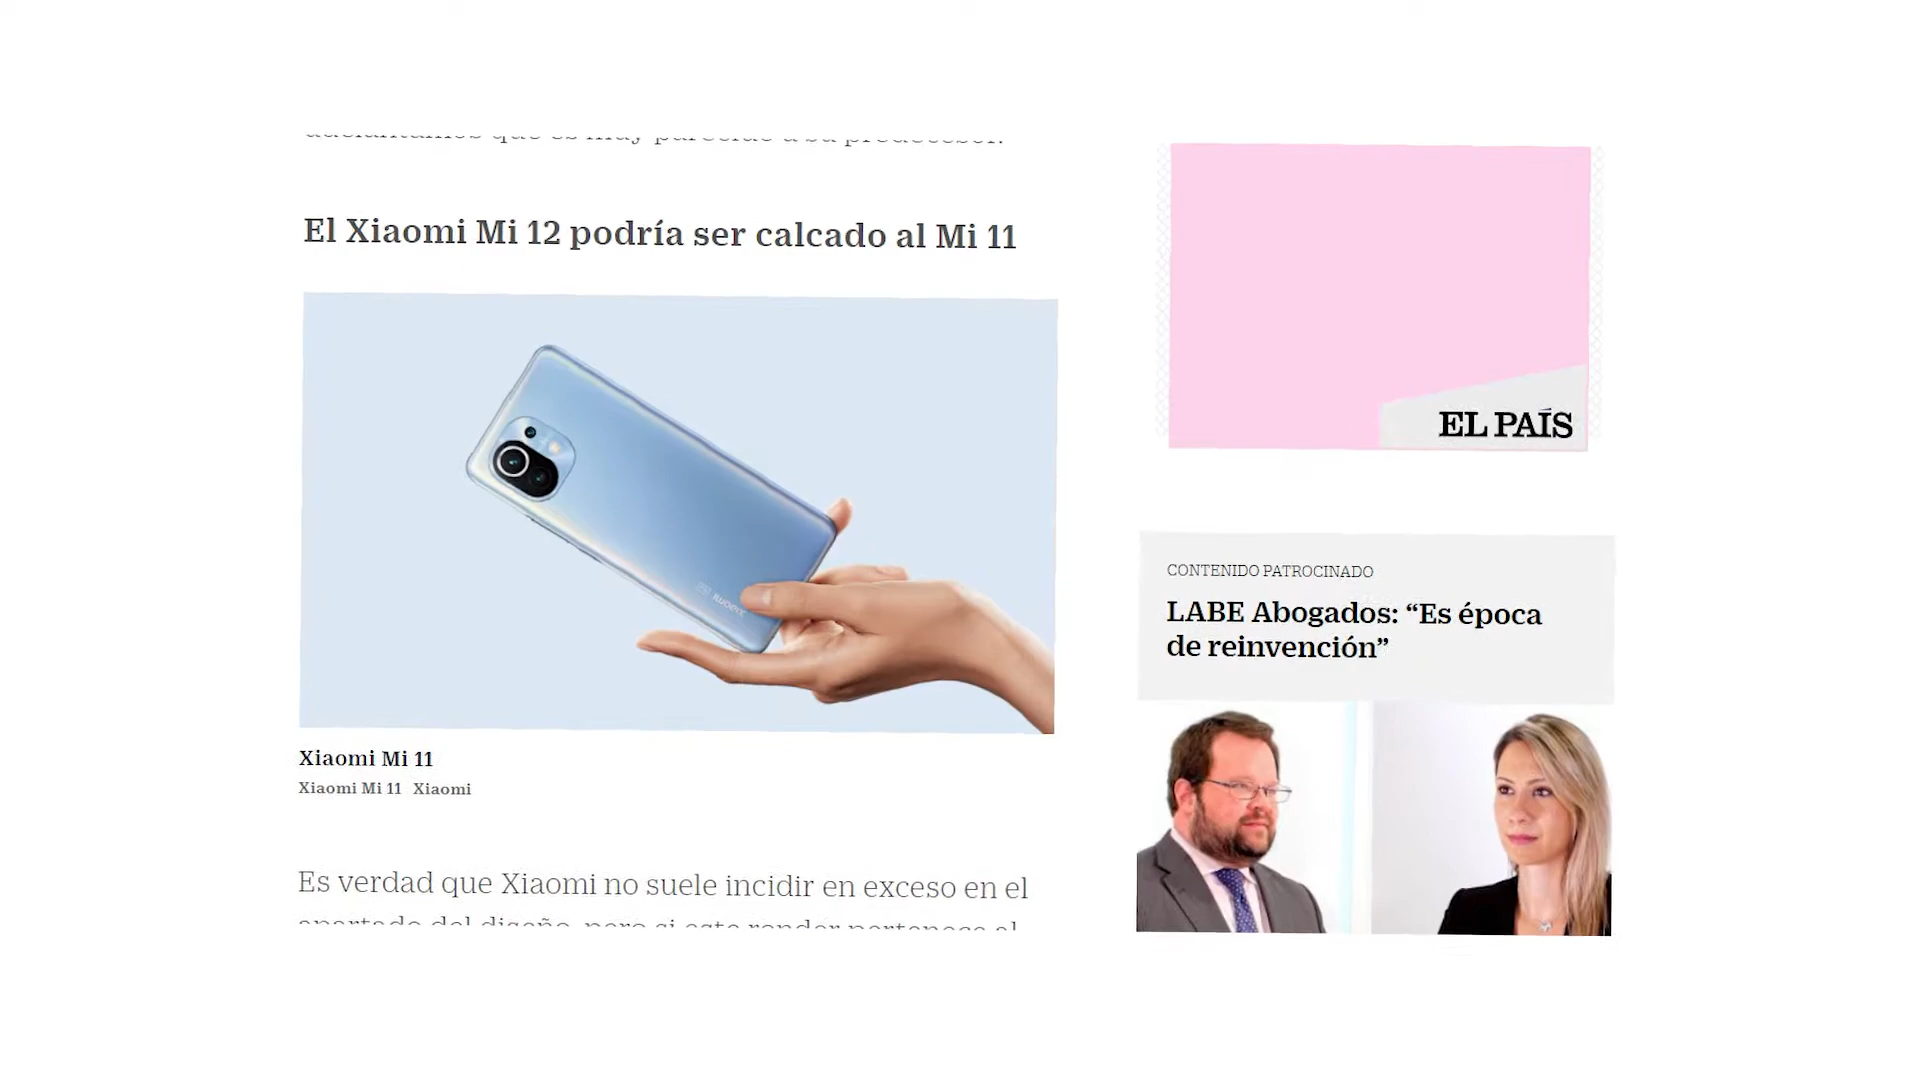 El Xiaomi Mi 12 podría ser calcado al Mi 11
Xiaomi
Xiaomi Mi 11
Xiaomi Mi 11 Xiaomi
Es verdad que Xiaomi no suele incidir en exceso en el
EL PAÍS
CONTENIDO PATROCINADO
LABE Abogados: “Es época
de reinvención”